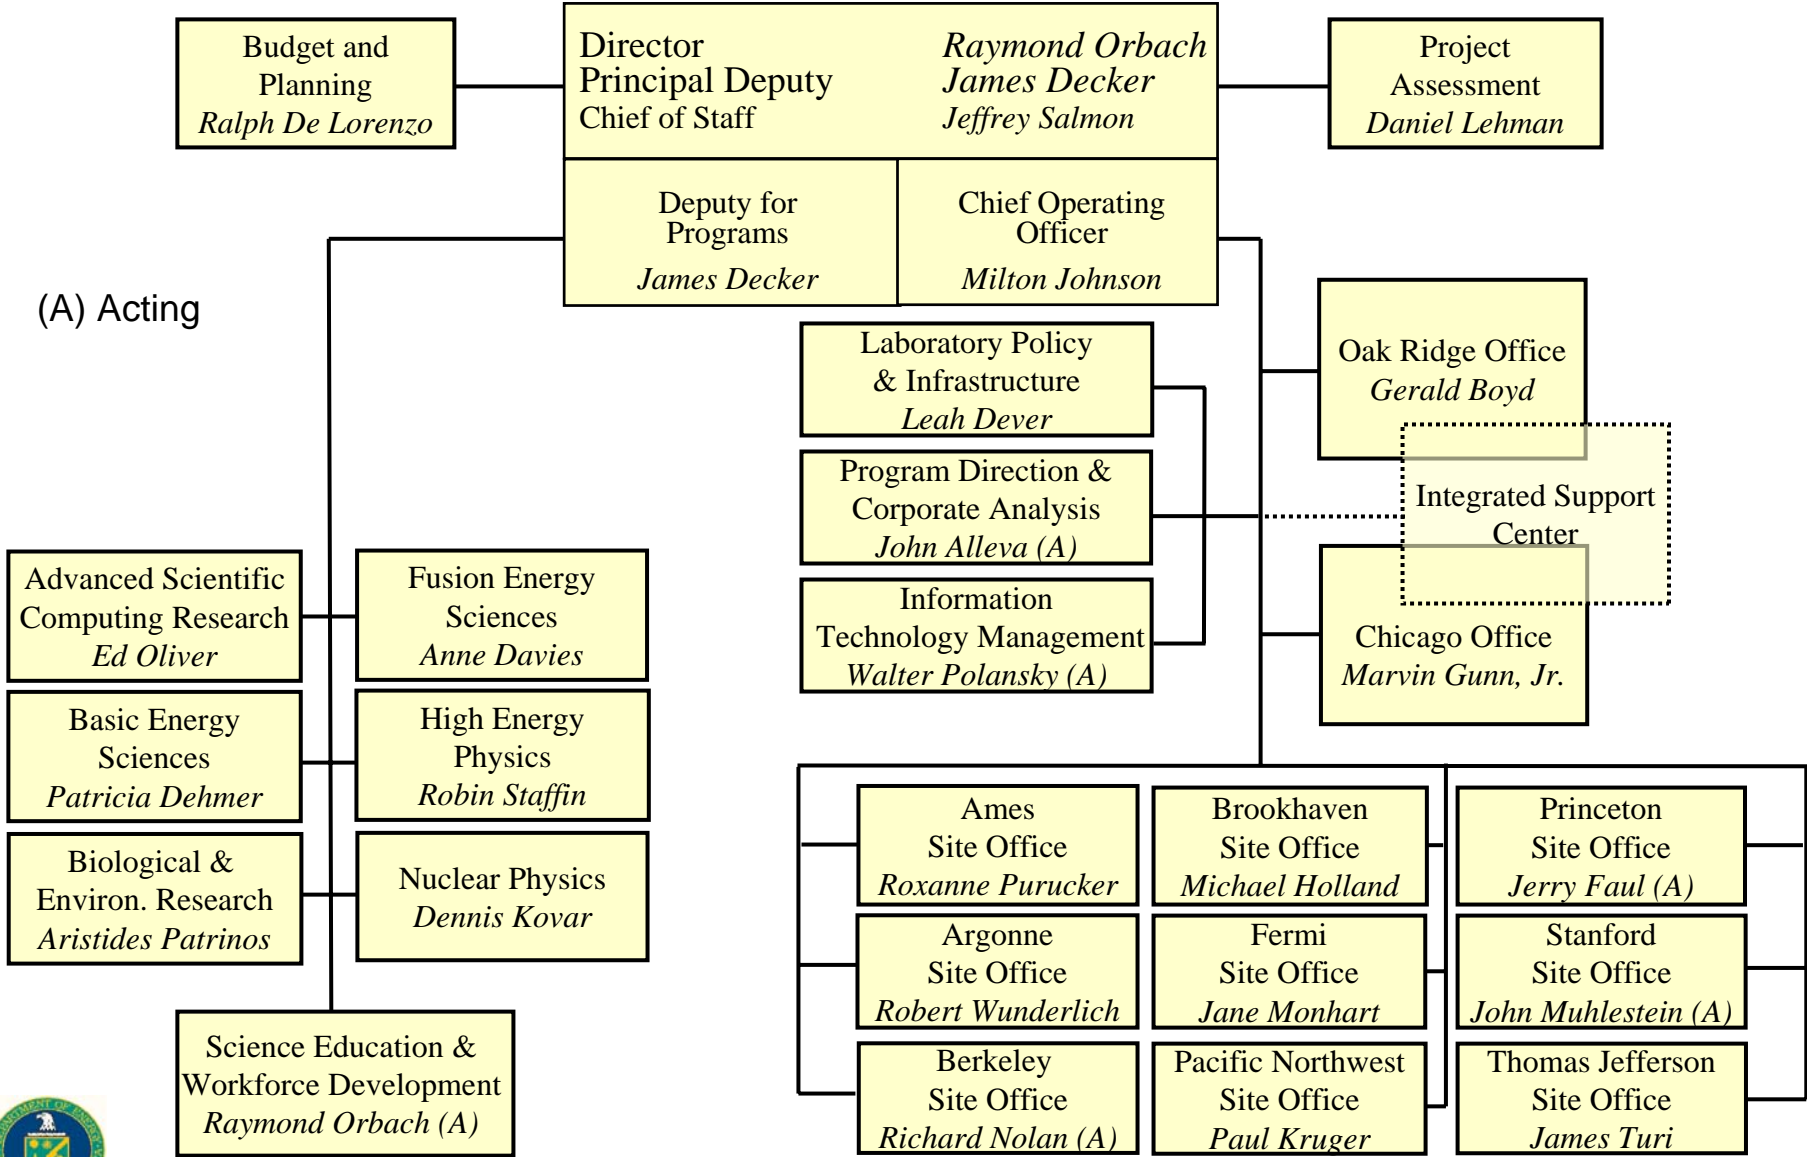 Budget and
Planning
Ralph De Lorenzo
Director Raymond Orbach
Principal Deputy James Decker
Chief of Staff Jeffrey Salmon
Project
Assessment
Daniel Lehman
Deputy for
Programs
James Decker
Chief Operating
Officer
Milton Johnson
(A) Acting
Laboratory Policy
& Infrastructure
Leah Dever
Program Direction &
Corporate Analysis
John Alleva (A)
Information
Technology Management
Walter Polansky (A)
Oak Ridge Office
Gerald Boyd
Integrated Support
Center
Chicago Office
Marvin Gunn, Jr.
Advanced Scientific
Computing Research
Ed Oliver
Fusion Energy
Sciences
Anne Davies
Basic Energy
Sciences
Patricia Dehmer
High Energy
Physics
Robin Staffin
Biological &
Environ. Research
Aristides Patrinos
Nuclear Physics
Dennis Kovar
Science Education &
Workforce Development
Raymond Orbach (A)
Ames
Site Office
Roxanne Purucker
Brookhaven
Site Office
Michael Holland
Princeton
Site Office
Jerry Faul (A)
Argonne
Site Office
Robert Wunderlich
Fermi
Site Office
Jane Monhart
Stanford
Site Office
John Muhlestein (A)
Berkeley
Site Office
Richard Nolan (A)
Pacific Northwest
Site Office
Paul Kruger
Thomas Jefferson
Site Office
James Turi